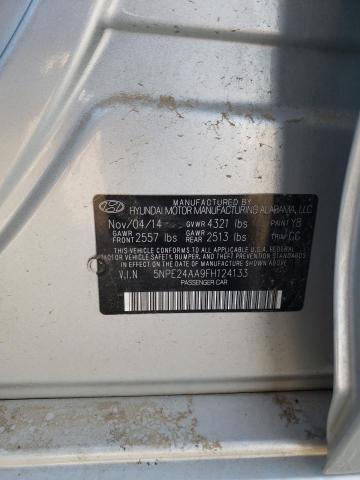 MANUFACTURED BY
HYUNDAI MOTOR MANUFACTURING ALABAMA, LLC
Nov/04/14 GVWR 4321 lbs PAINT Y8
GAWR FRONT 2557 lbs GAWR REAR 2513 lbs TRIM GC
THIS VEHICLE CONFORMS TO ALL APPLICABLE U.S.A. FEDERAL
MOTOR VEHICLE SAFETY, BUMPER, AND THEFT PREVENTION STANDARDS
IN EFFECT ON THE DATE OF MANUFACTURE SHOWN ABOVE.
V.I.N 5NPE24AA9FH124133
PASSENGER CAR